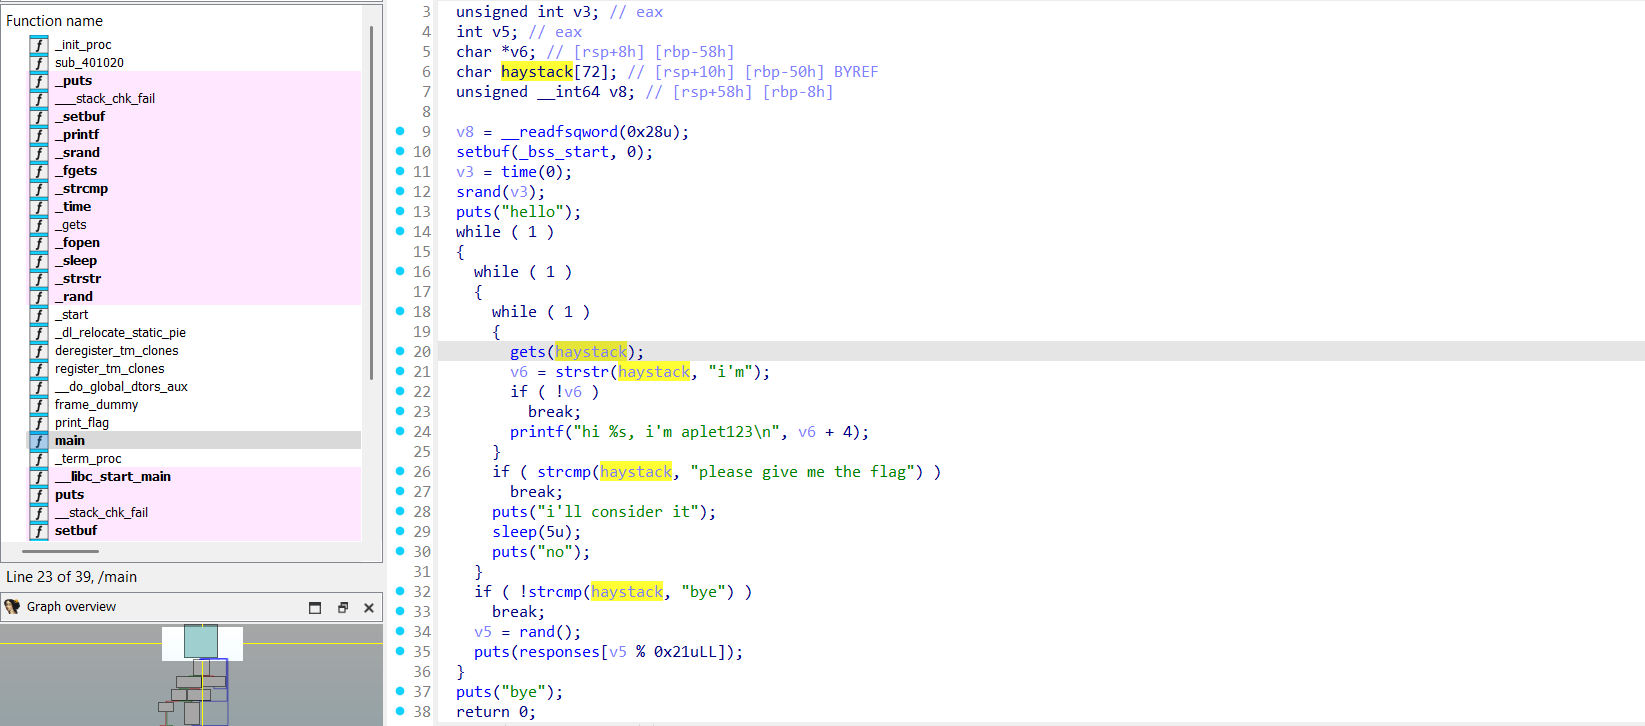 Function name
f _init_proc
f sub_401020
f _puts
f ___stack_chk_fail
f _setbuf
f _printf
f _srand
f _fgets
f _strcmp
f _time
f _gets
f _fopen
f _sleep
f _strstr
f _rand
f _start
f _dl_relocate_static_pie
f deregister_tm_clones
f register_tm_clones
f __do_global_dtors_aux
f frame_dummy
f print_flag
f main
f _term_proc
f __libc_start_main
f puts
f __stack_chk_fail
f setbuf
Line 23 of 39, /main
Graph overview
3 unsigned int v3; // eax
4 int v5; // eax
5 char *v6; // [rsp+8h] [rbp-58h]
6 char haystack[72]; // [rsp+10h] [rbp-50h] BYREF
7 unsigned __int64 v8; // [rsp+58h] [rbp-8h]
8
9 v8 = __readfsqword(0x28u);
10 setbuf(_bss_start, 0);
11 v3 = time(0);
12 srand(v3);
13 puts("hello");
14 while ( 1 )
15 {
16 while ( 1 )
17 {
18 while ( 1 )
19 {
20 gets(haystack);
21 v6 = strstr(haystack, "i'm");
22 if ( !v6 )
23 break;
24 printf("hi %s, i'm aplet123\n", v6 + 4);
25 }
26 if ( strcmp(haystack, "please give me the flag") )
27 break;
28 puts("i'll consider it");
29 sleep(5u);
30 puts("no");
31 }
32 if ( !strcmp(haystack, "bye") )
33 break;
34 v5 = rand();
35 puts(responses[v5 % 0x21uLL]);
36 }
37 puts("bye");
38 return 0;